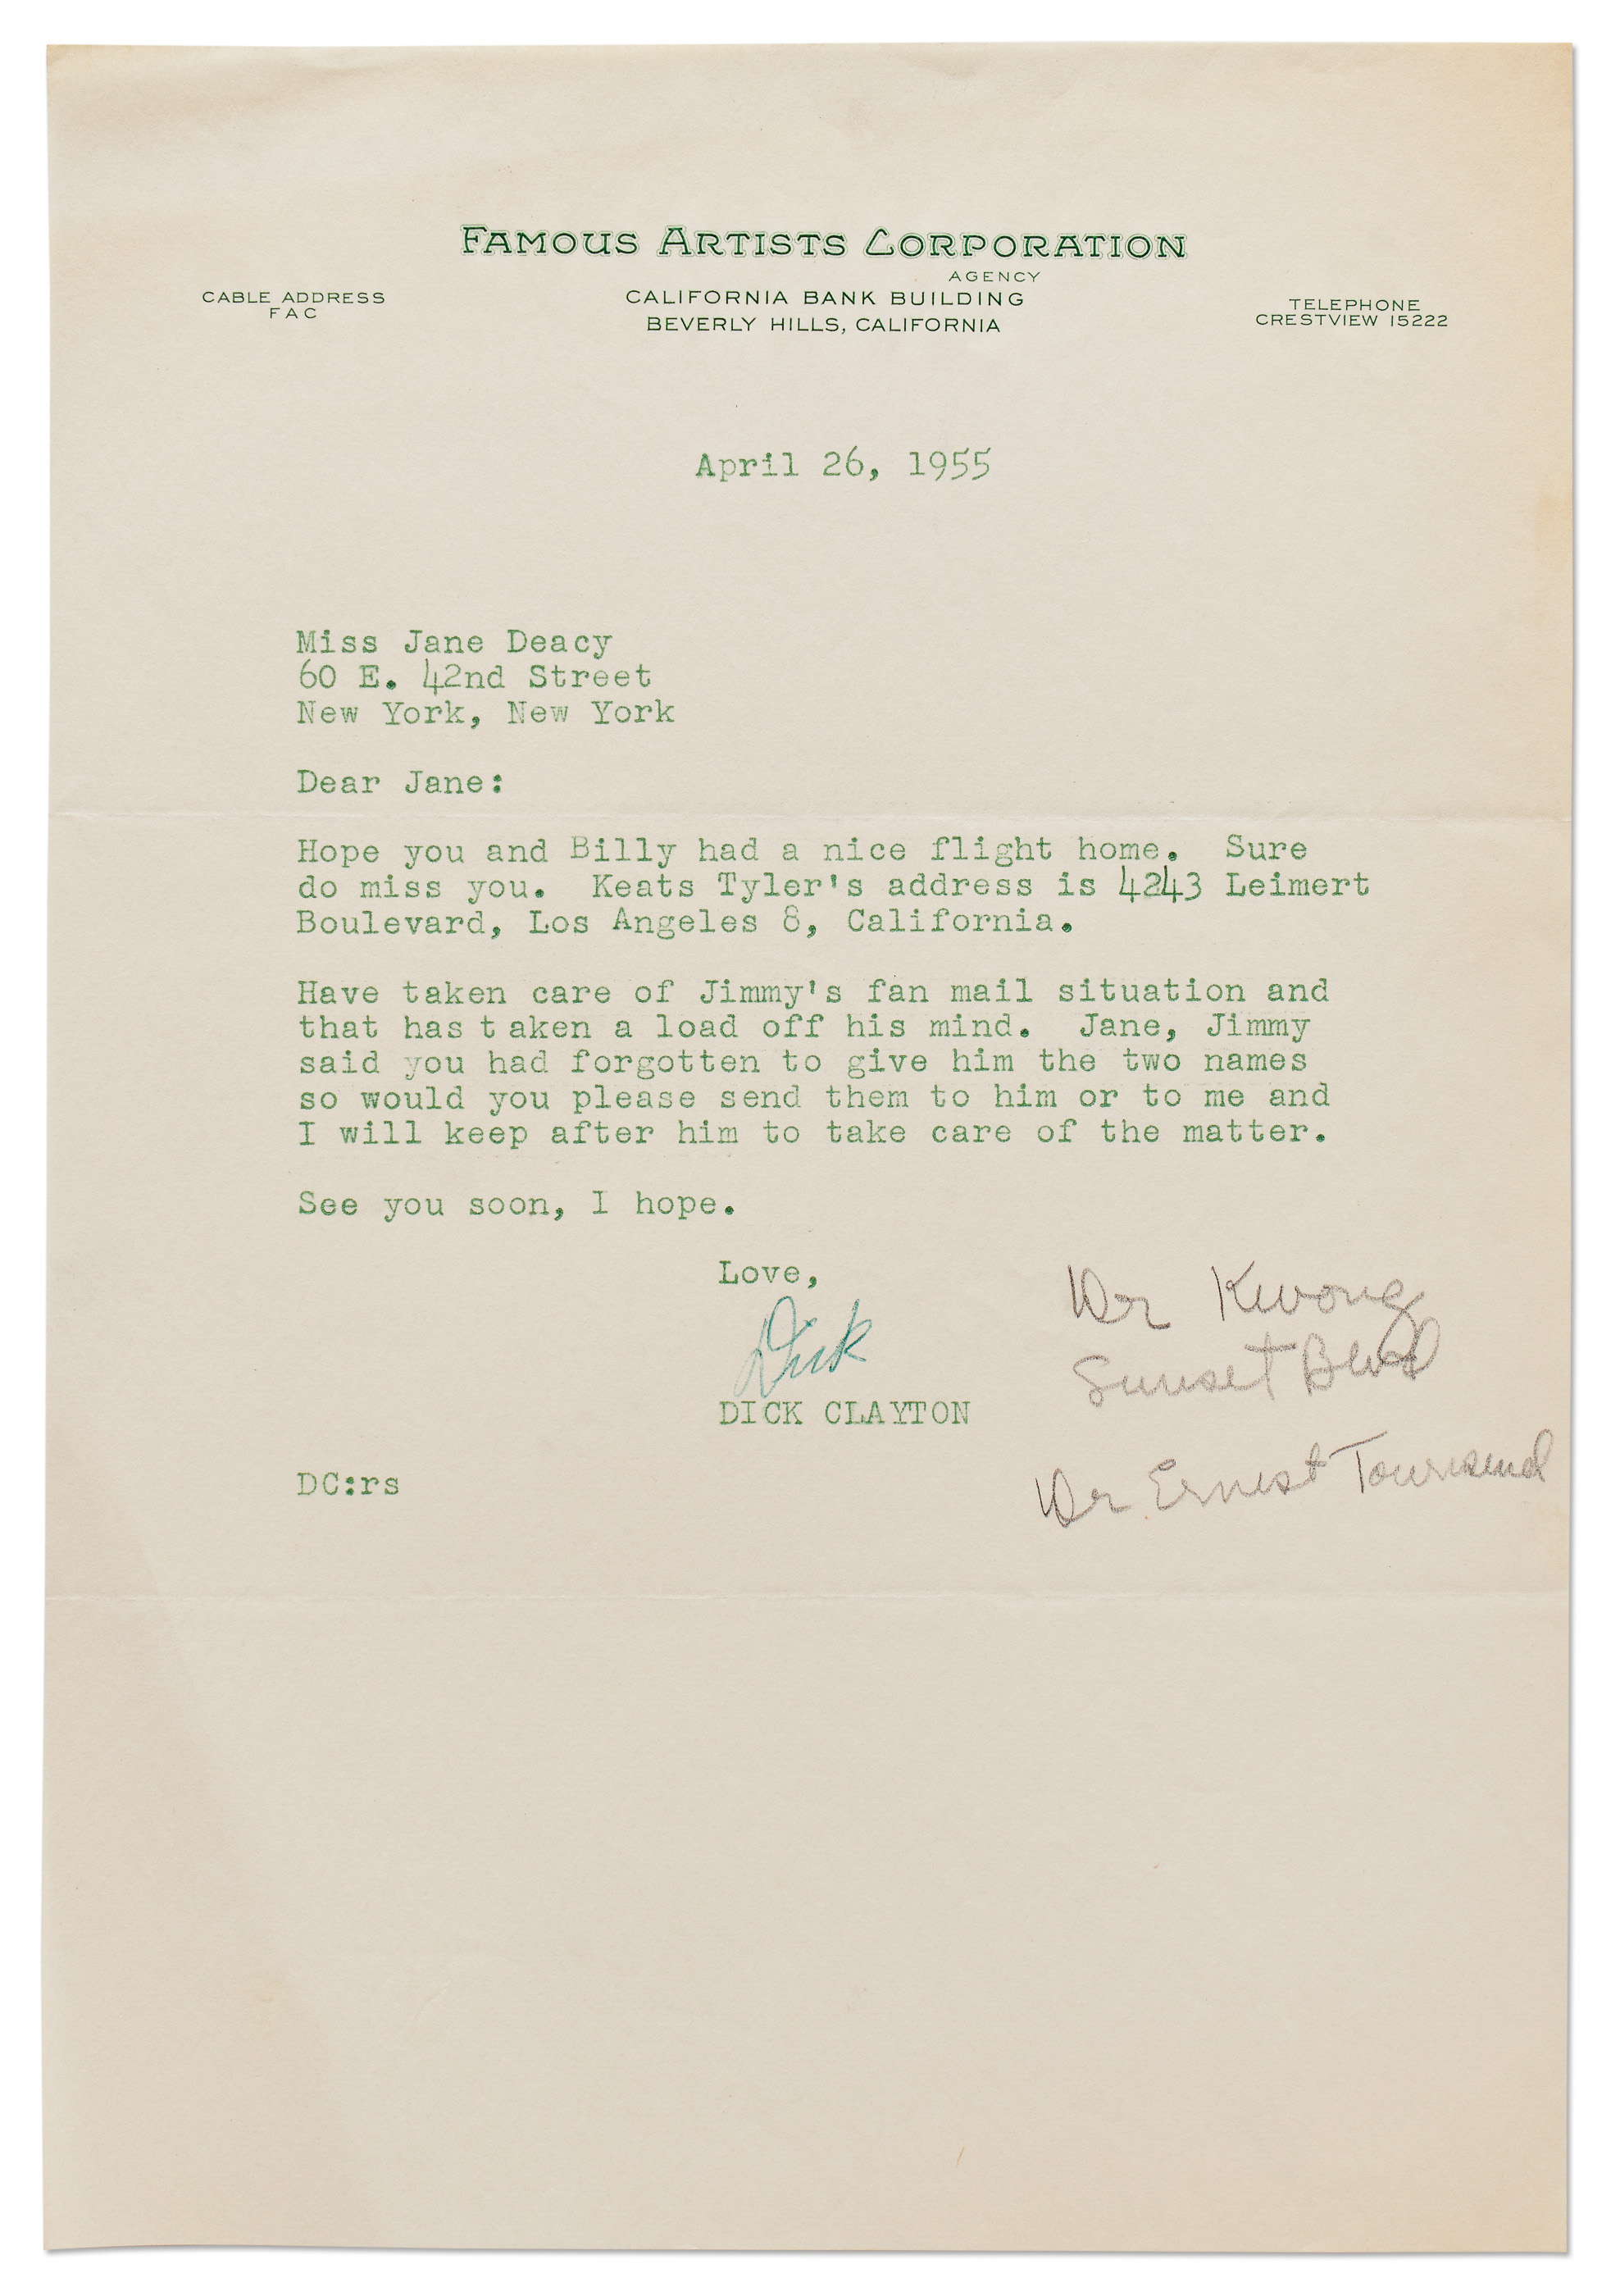 FAMOUS ARTISTS CORPORATION
AGENCY
CALIFORNIA BANK BUILDING
BEVERLY HILLS, CALIFORNIA
CABLE ADDRESS
FAC
TELEPHONE
CRESTVIEW 15222
April 26, 1955
Miss Jane Deacy
60 E. 42nd Street
New York, New York
Dear Jane:
Hope you and Billy had a nice flight home.  Sure
do miss you.  Keats Tyler's address is 4243 Leimert
Boulevard, Los Angeles 8, California.
Have taken care of Jimmy's fan mail situation and
that has t aken a load off his mind.  Jane, Jimmy
said you had forgotten to give him the two names
so would you please send them to him or to me and
I will keep after him to take care of the matter.
See you soon, I hope.
Love,
Dick
DICK CLAYTON
DC:rs
Dr Kwong
Sunset Blvd
Dr. Ernest Townsend